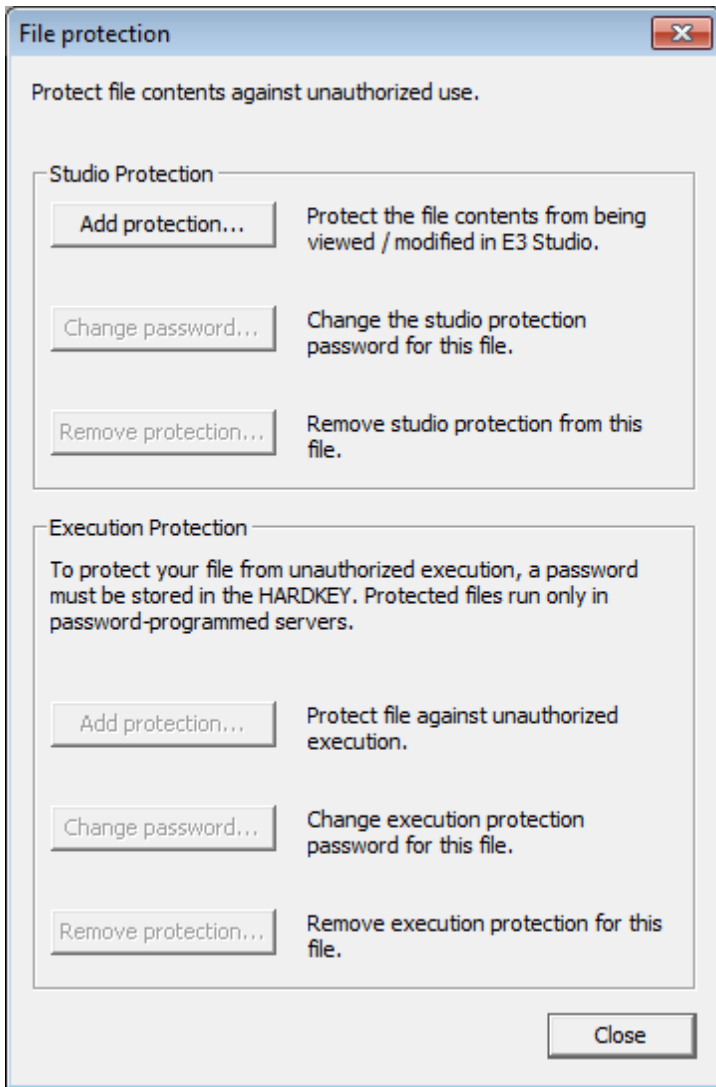 File protection
Protect file contents against unauthorized use.
Studio Protection
Add protection...
Protect the file contents from being
viewed / modified in E3 Studio.
Change password...
Change the studio protection
password for this file.
Remove protection...
Remove studio protection from this
file.
Execution Protection
To protect your file from unauthorized execution, a password
must be stored in the HARDKEY. Protected files run only in
password-programmed servers.
Add protection...
Protect file against unauthorized
execution.
Change password...
Change execution protection
password for this file.
Remove protection...
Remove execution protection for this
file.
Close